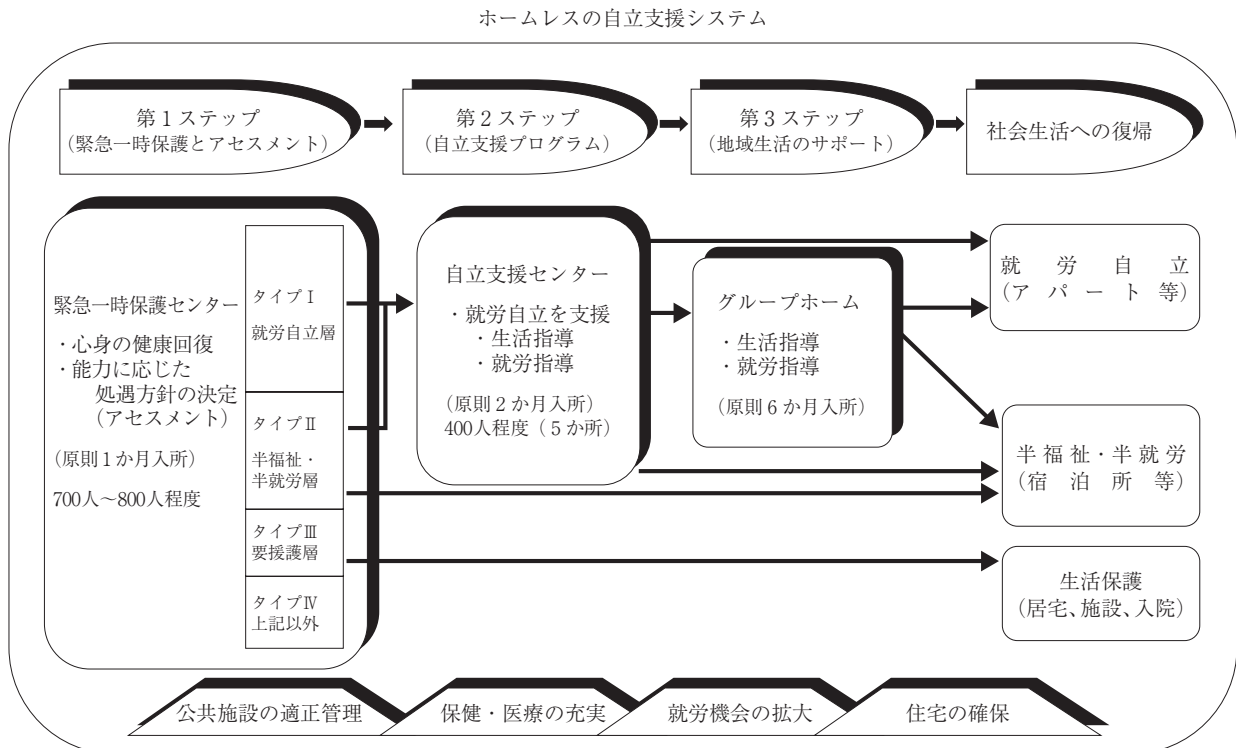 ホームレスの自立支援システム
第1ステップ
(緊急一時保護とアセスメント)
第2ステップ
(自立支援プログラム)
第3ステップ
(地域生活のサポート)
社会生活への復帰
緊急一時保護センター
・心身の健康回復
・能力に応じた
処遇方針の決定
(アセスメント)
(原則1か月入所)
700人～800人程度
タイプⅠ
就労自立層
タイプⅡ
半福祉・
半就労層
タイプⅢ
要援護層
タイプⅣ
上記以外
自立支援センター
・就労自立を支援
・生活指導
・就労指導
(原則2か月入所)
400人程度(5か所)
グループホーム
・生活指導
・就労指導
(原則6か月入所)
就労自立
(アパート等)
半福祉・半就労
(宿泊所等)
生活保護
(居宅、施設、入院)
公共施設の適正管理
保健・医療の充実
就労機会の拡大
住宅の確保